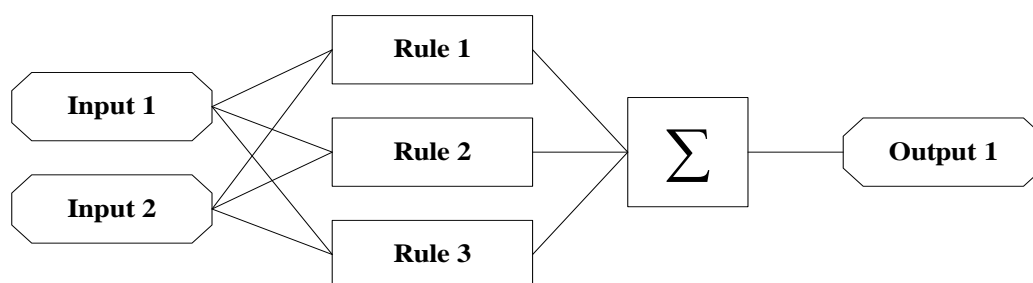 Input 1
Input 2
Rule 1
Rule 2
Rule 3
∑
Output 1